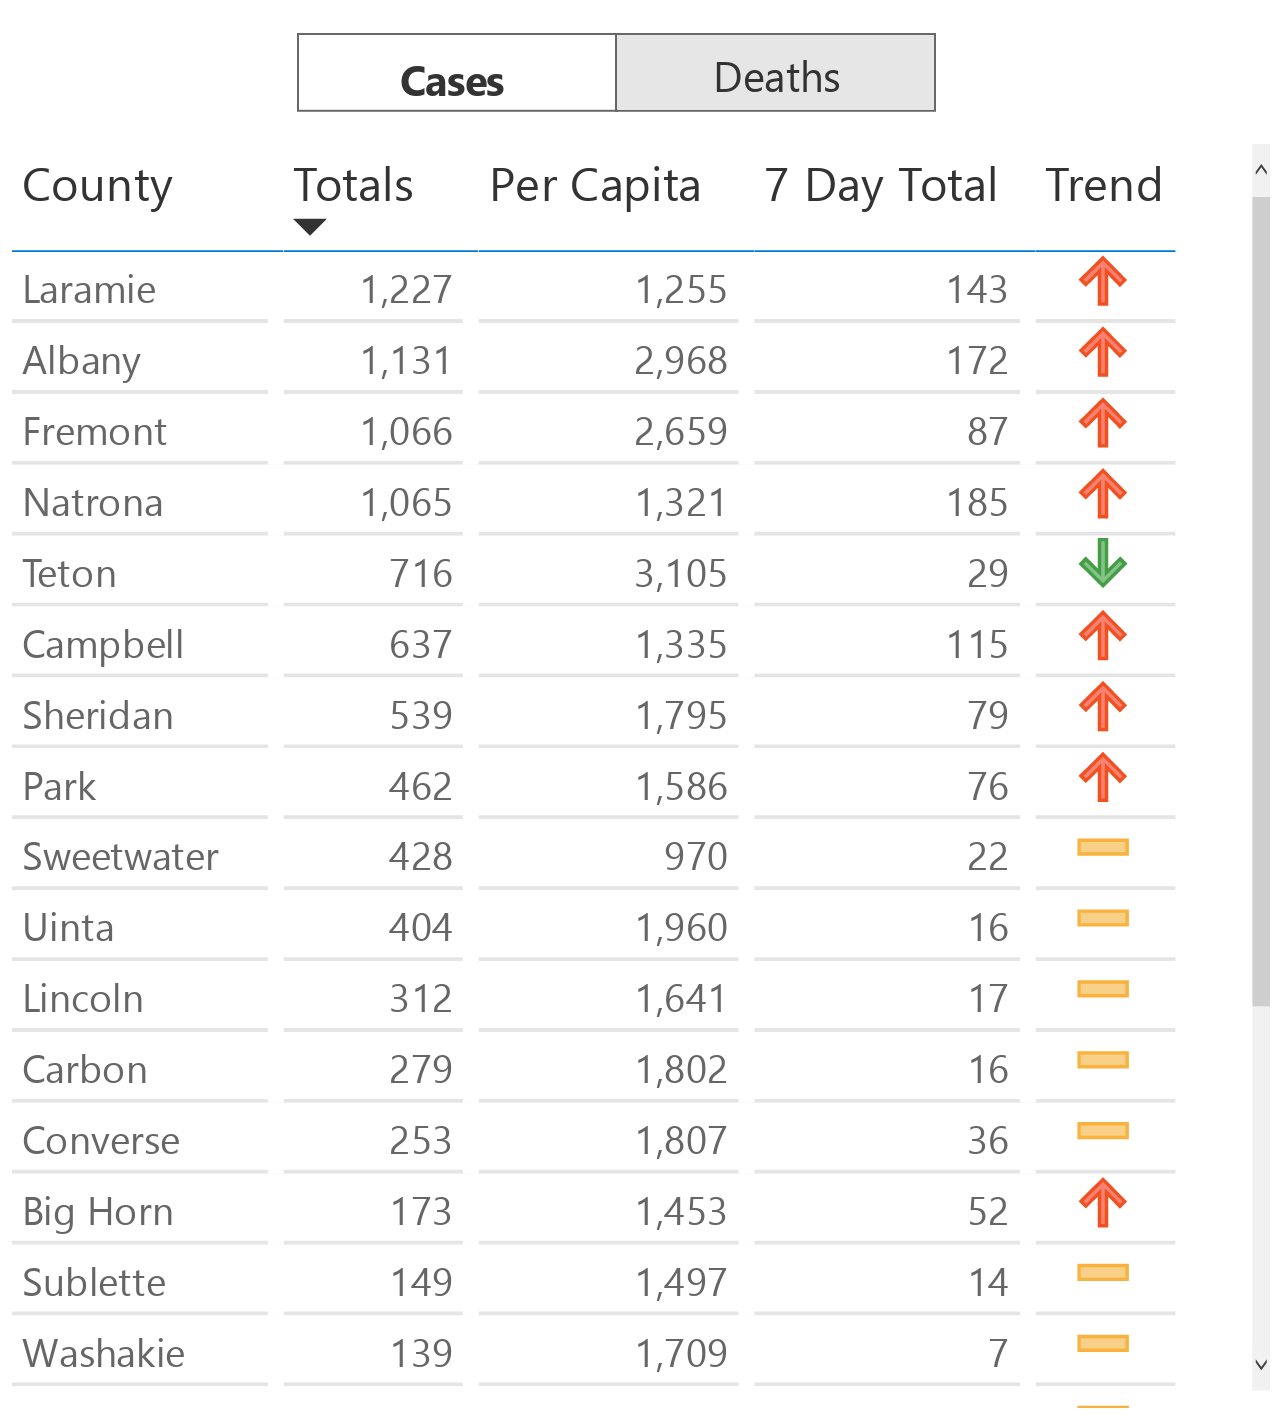 Cases Deaths
County Totals Per Capita 7 Day Total Trend
Laramie 1,227 1,255 143
Albany 1,131 2,968 172
Fremont 1,066 2,659 87
Natrona 1,065 1,321 185
Teton 716 3,105 29
Campbell 637 1,335 115
Sheridan 539 1,795 79
Park 462 1,586 76
Sweetwater 428 970 22
Uinta 404 1,960 16
Lincoln 312 1,641 17
Carbon 279 1,802 16
Converse 253 1,807 36
Big Horn 173 1,453 52
Sublette 149 1,497 14
Washakie 139 1,709 7